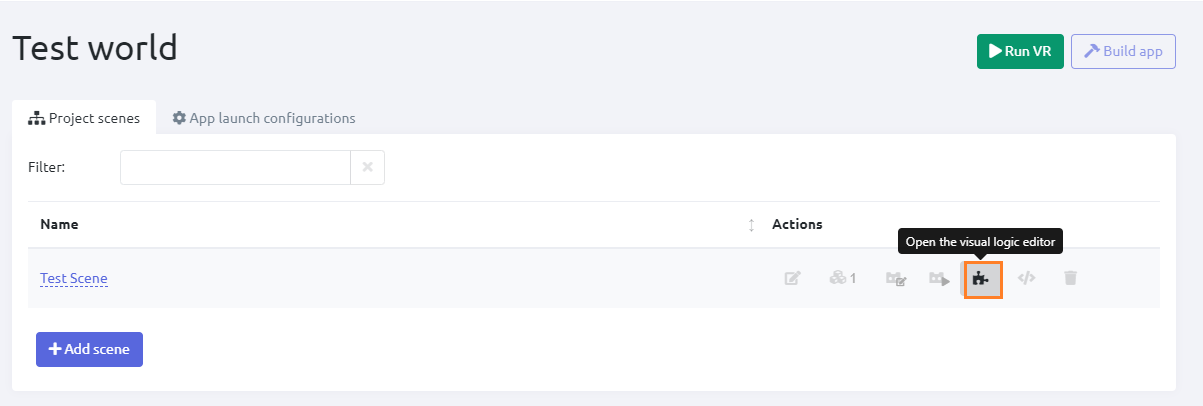 Test world
Run VR
Build app
Project scenes
App launch configurations
Filter:
Name
Actions
Open the visual logic editor
Test Scene
1
Add scene